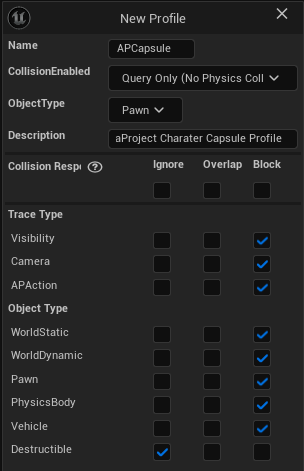 New Profile
Name APCapsule
CollisionEnabled Query Only (No Physics Coll
ObjectType Pawn
Description aProject Charater Capsule Profile
Collision Respo ? Ignore Overlap Block
Trace Type
Visibility
Camera
APAction
Object Type
WorldStatic
WorldDynamic
Pawn
PhysicsBody
Vehicle
Destructible